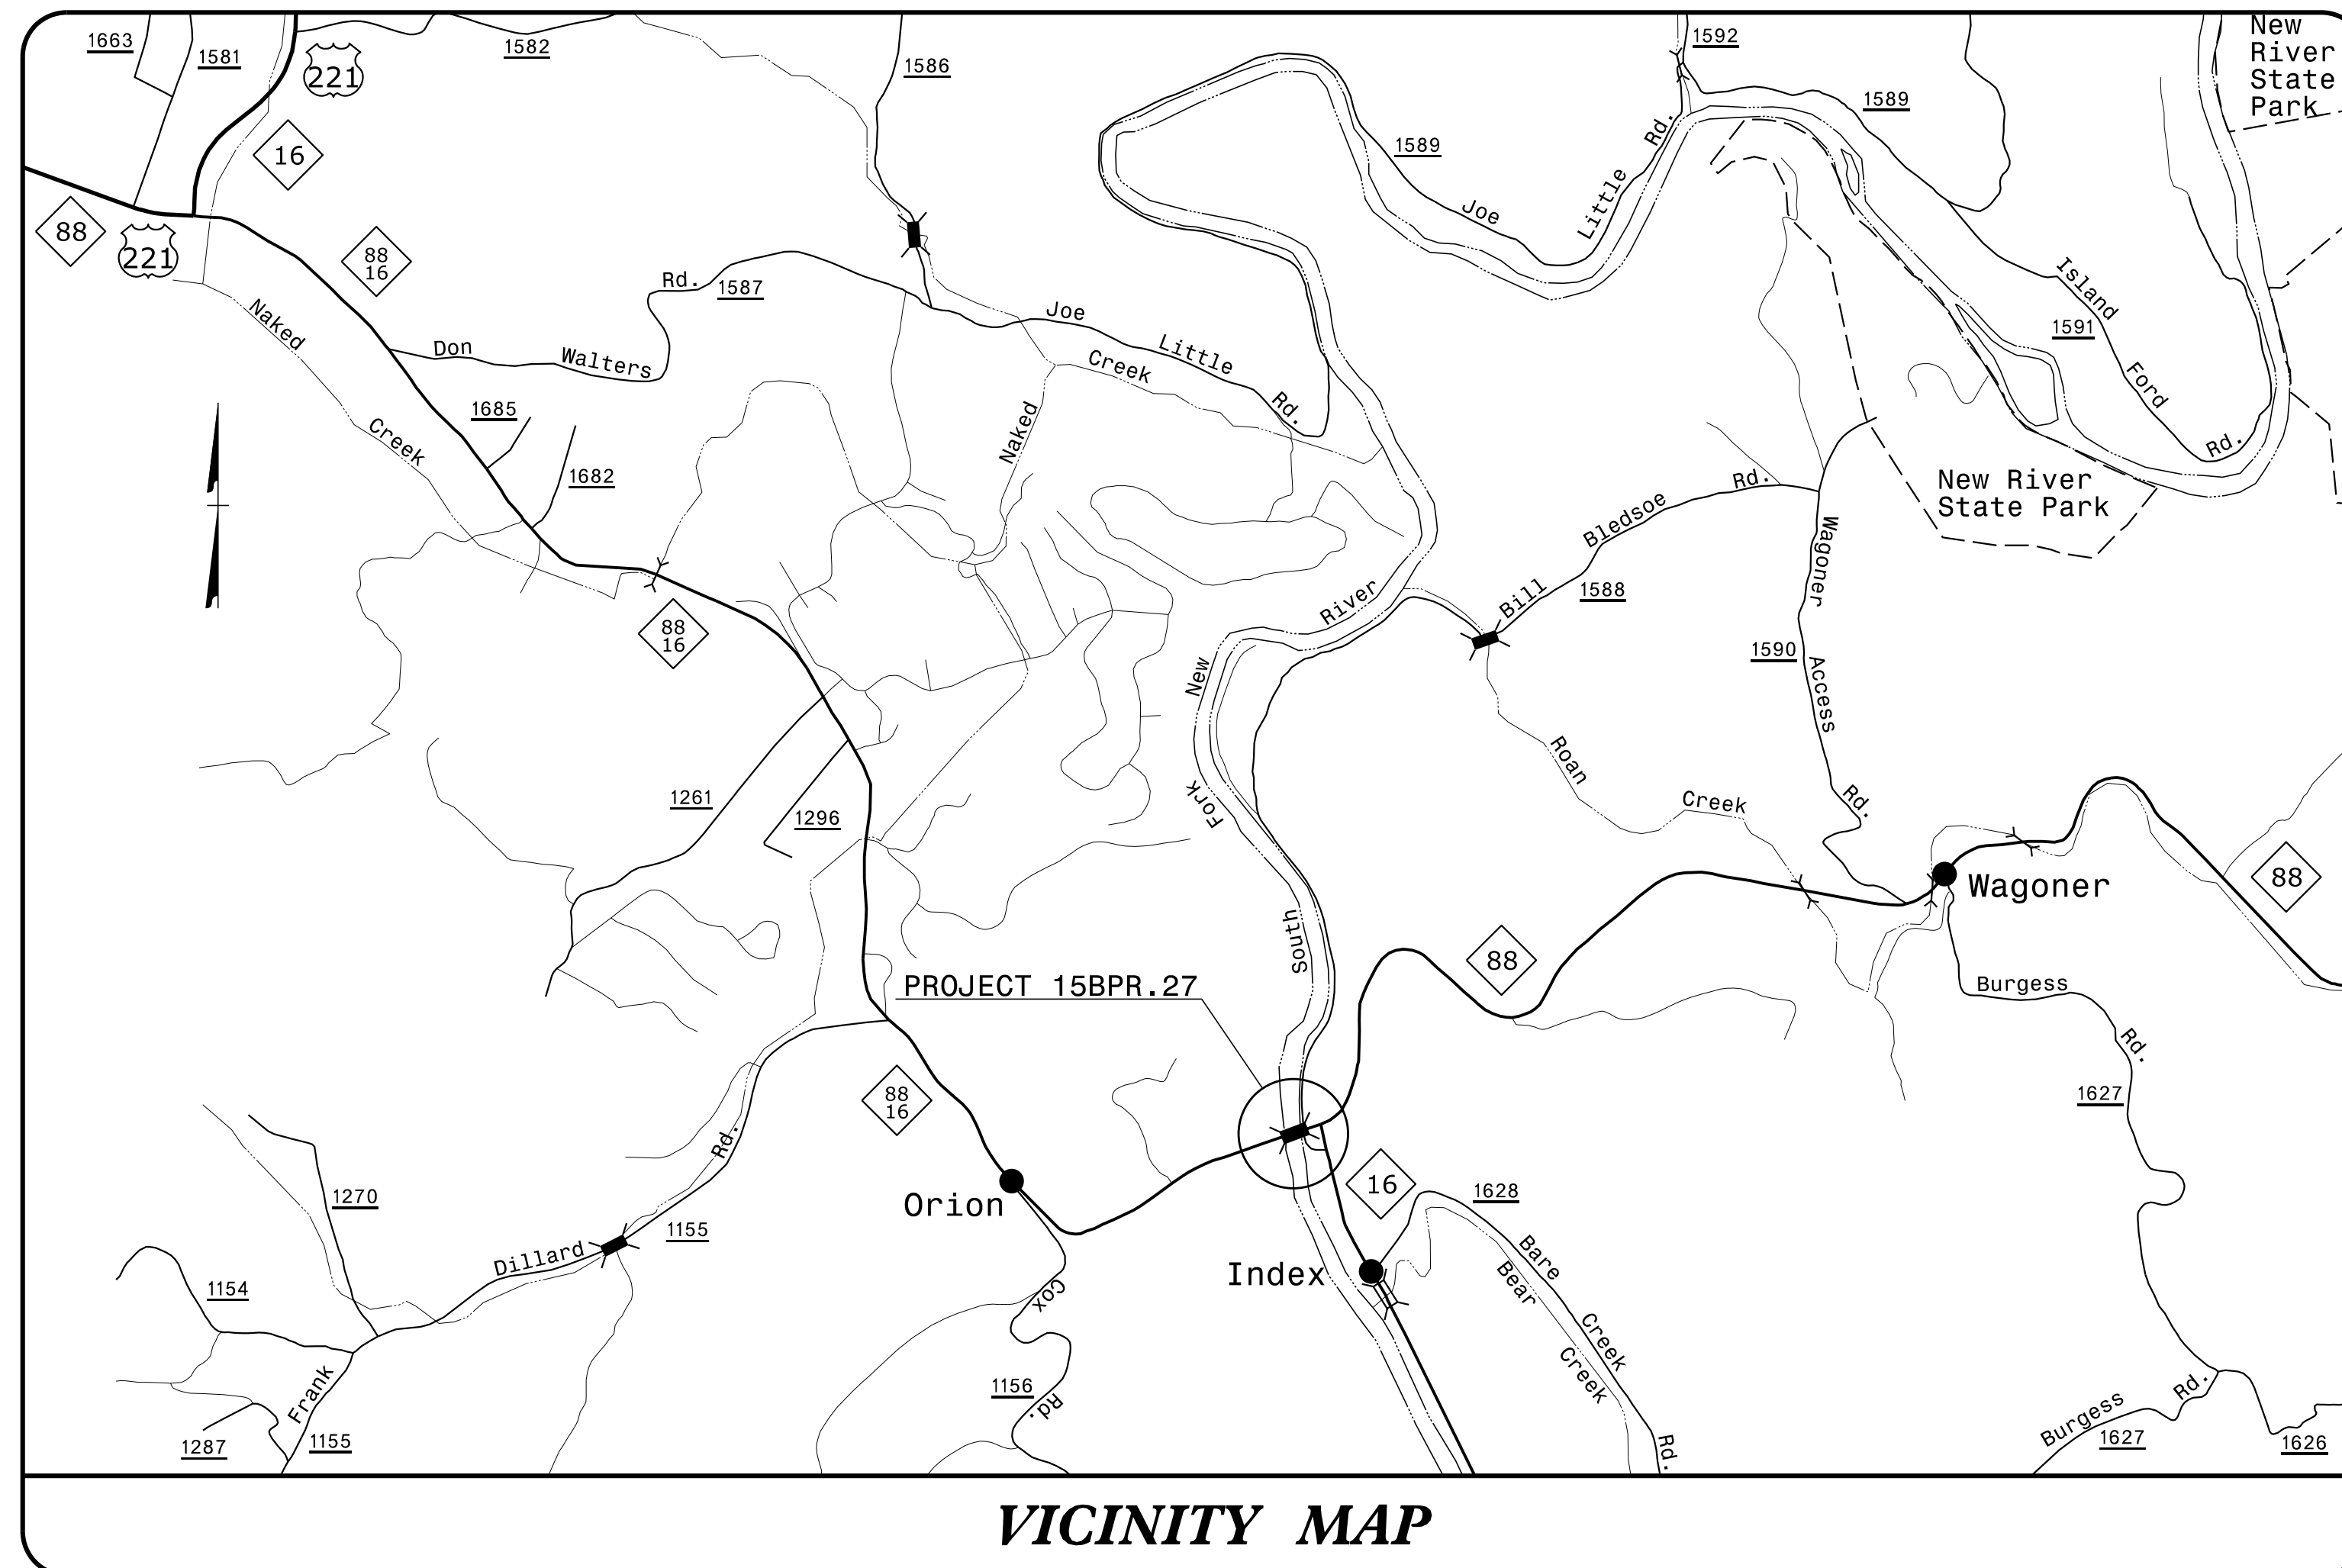 1663
1581
221
1582
1586
1592
New
River
State
Park
16
1589
1589
88
221
88
16
Joe
Little
Rd.
Rd.
1587
Naked
Don
Walters
Joe
Little
Creek
Rd.
Island
1591
Ford
Rd.
1685
Creek
1682
Naked
New River
State Park
Rd.
Bledsoe
Bill
1588
Wagoner
1590
Access
Rd.
88
16
River
New
Fork
South
Roan
Creek
1261
1296
Wagoner
88
88
PROJECT 15BPR.27
Burgess
Rd.
1627
88
16
Rd.
Orion
16
1628
1270
1155
Dillard
Index
Bare
Bear
Creek
Creek
Rd.
1154
Cox
1156
Rd.
Frank
1287
1155
Burgess
Rd.
1627
1626
VICINITY MAP